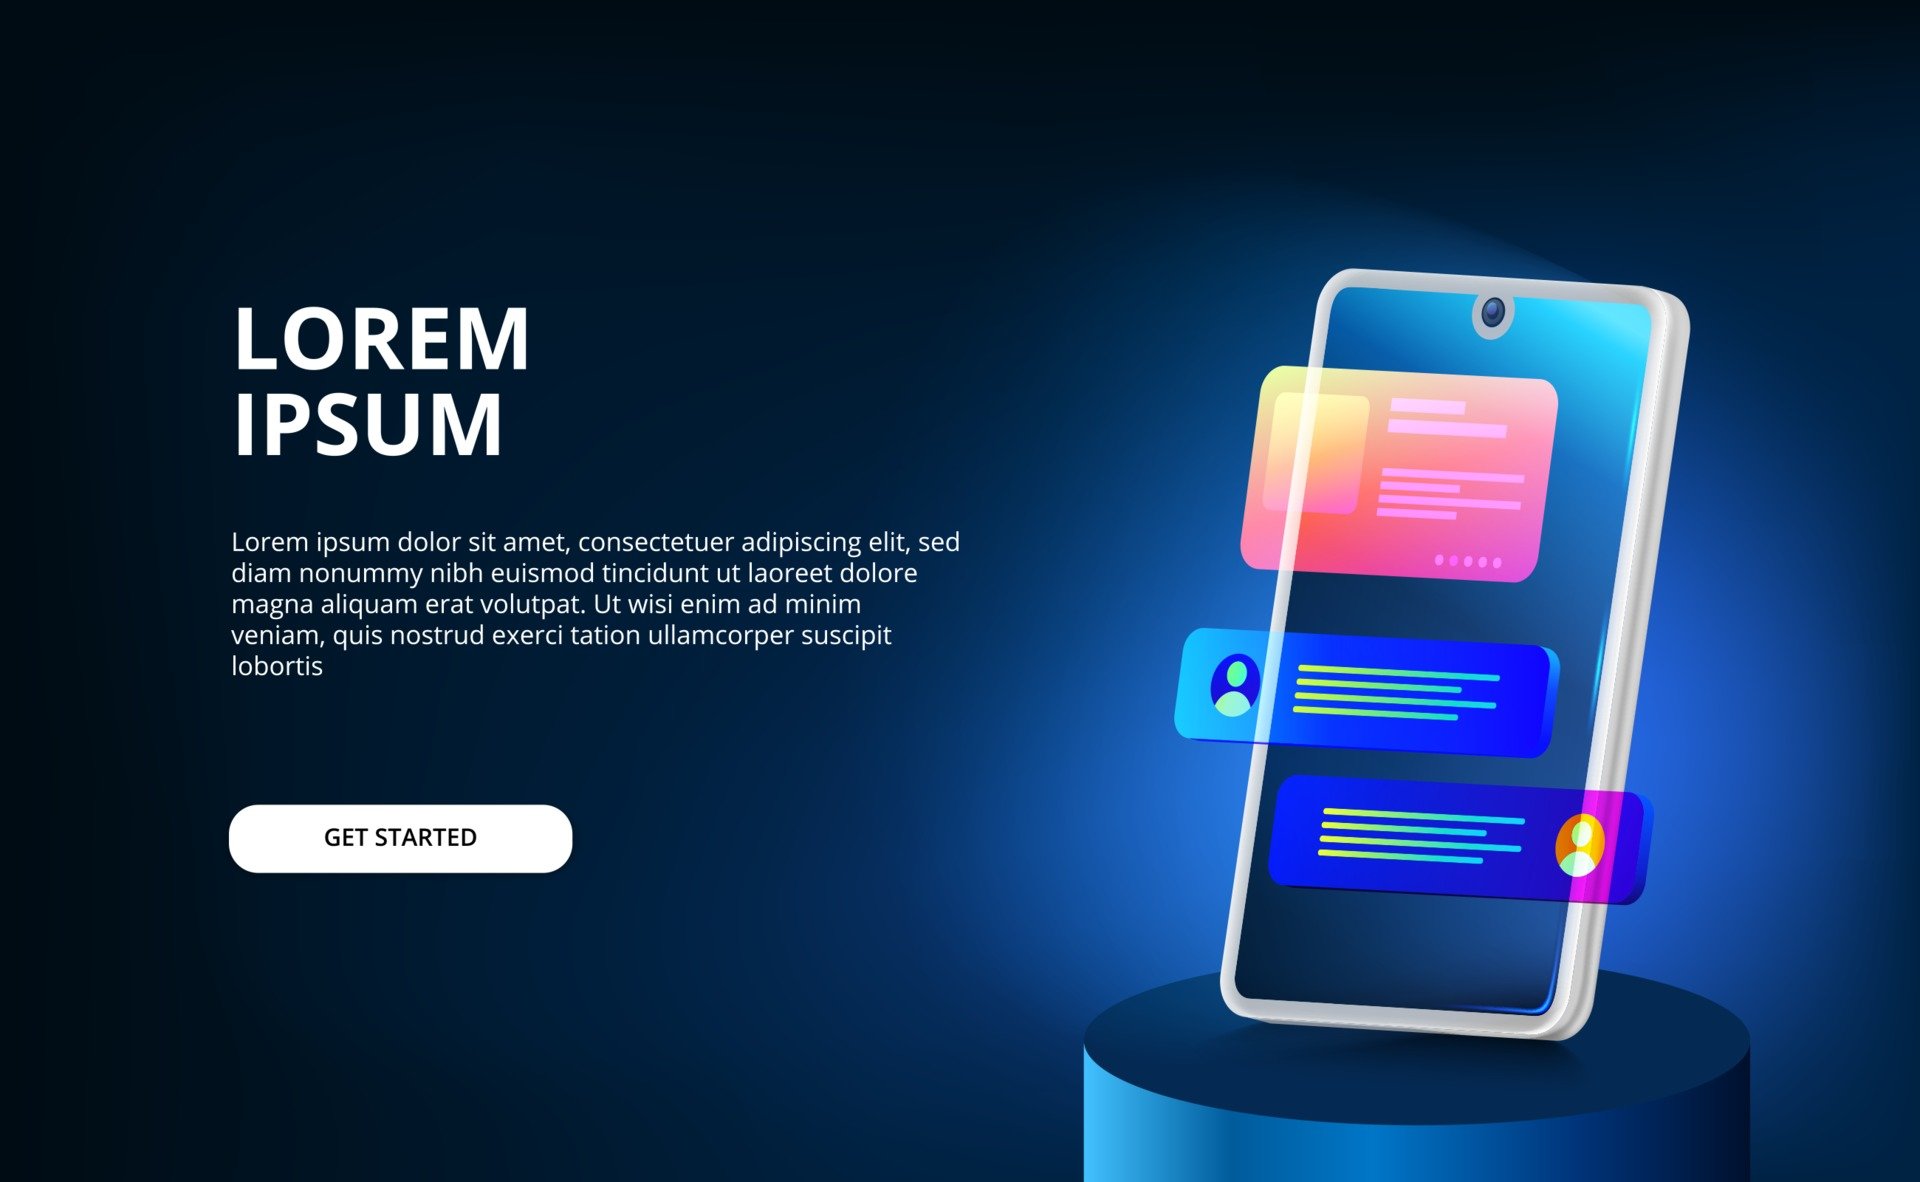 LOREM
IPSUM
Lorem ipsum dolor sit amet, consectetuer adipiscing elit, sed
diam nonummy nibh euismod tincidunt ut laoreet dolore
magna aliquam erat volutpat. Ut wisi enim ad minim
veniam, quis nostrud exerci tation ullamcorper suscipit
lobortis
GET STARTED